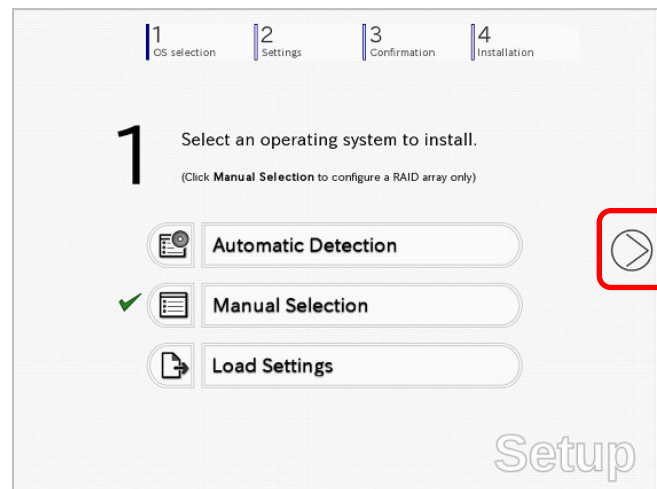 1 2 3 4
OS selection Settings Confirmation Installation
1
Select an operating system to install.
(Click Manual Selection to configure a RAID array only)
Automatic Detection
Manual Selection
Load Settings
Setup